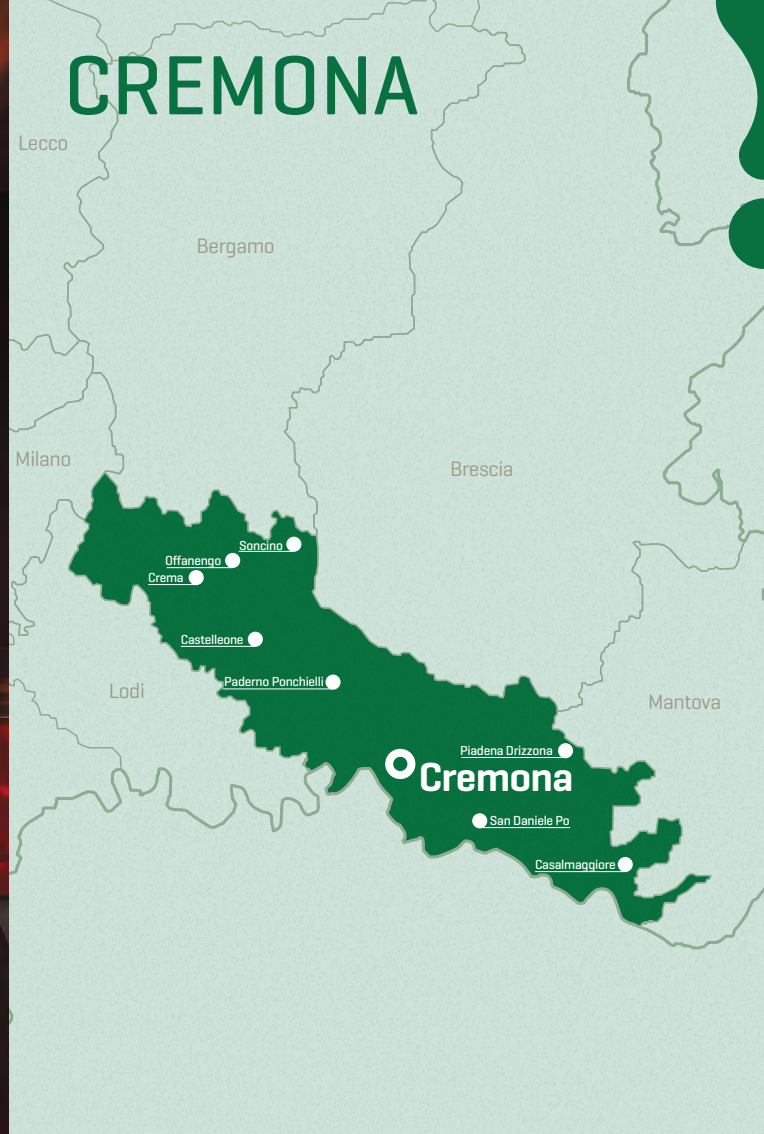 CREMONA
Lecco
Bergamo
Milano
Brescia
Soncino
Offanengo
Crema
Castelleone
Paderno Ponchielli
Lodi
Mantova
Piadena Drizzona
Cremona
San Daniele Po
Casalmaggiore